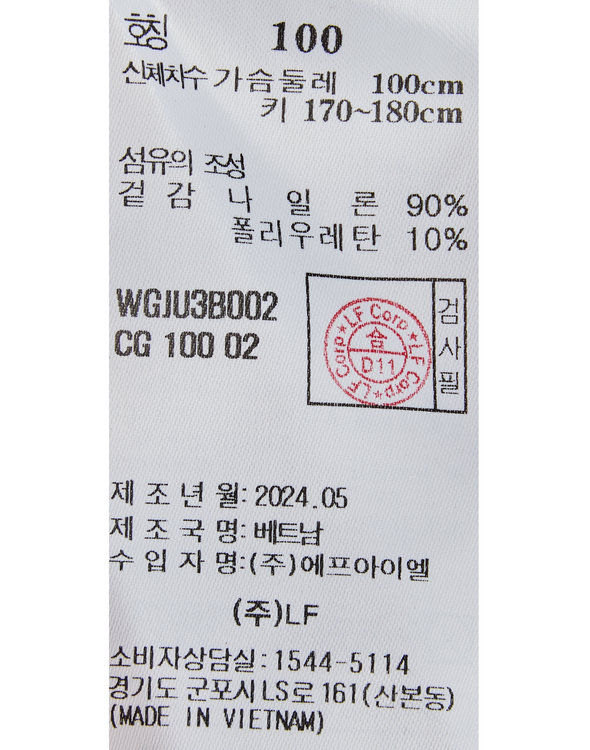 호칭 100
신체치수 가슴둘레 100cm
키 170~180cm
섬유의 조성
겉감 나일론 90%
폴리우레탄 10%
WGJU3B002
CG 100 02
LF Corp ★ LF Corp ★ LF Corp ★
合
D11
검사필
제조년월: 2024.05
제조국명: 베트남
수입자명: (주)에프아이엘
(주)LF
소비자상담실: 1544-5114
경기도 군포시 LS로 161(산본동)
(MADE IN VIETNAM)